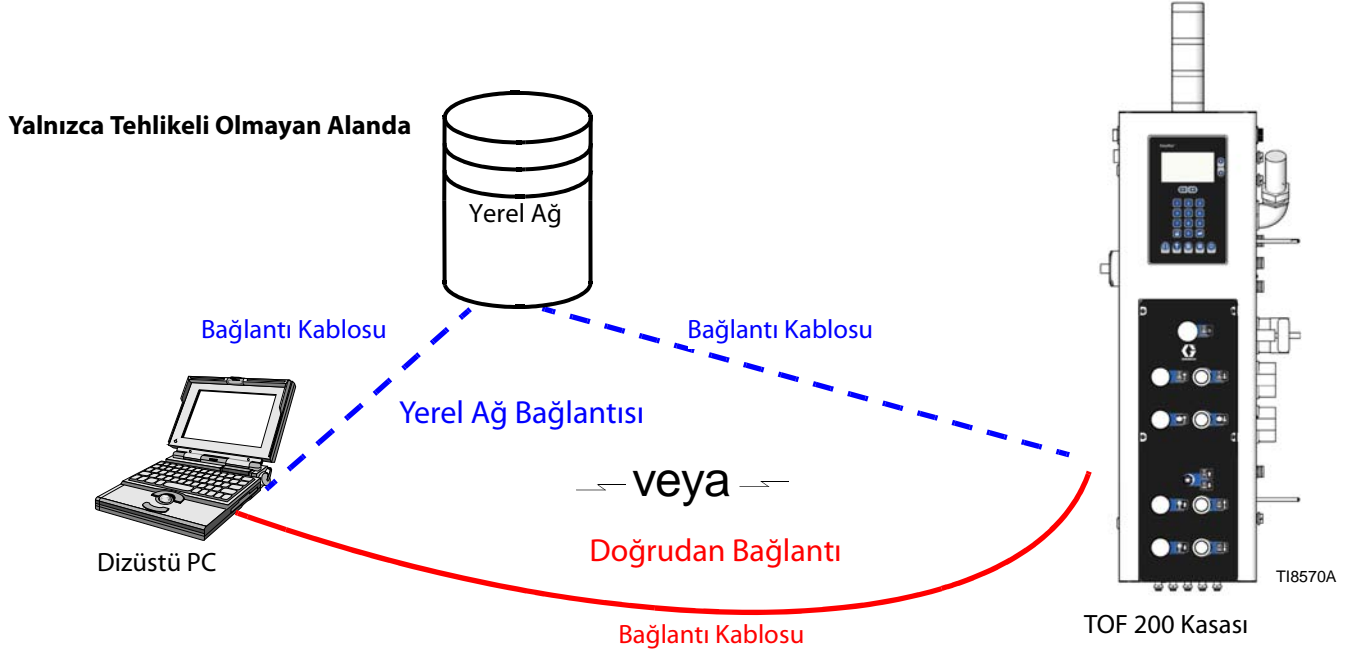 Yalnızca Tehlikeli Olmayan Alanda
Yerel Ağ
Bağlantı Kablosu
Bağlantı Kablosu
Yerel Ağ Bağlantısı
veya
Doğrudan Bağlantı
Dizüstü PC
Bağlantı Kablosu
TI8570A
TOF 200 Kasası